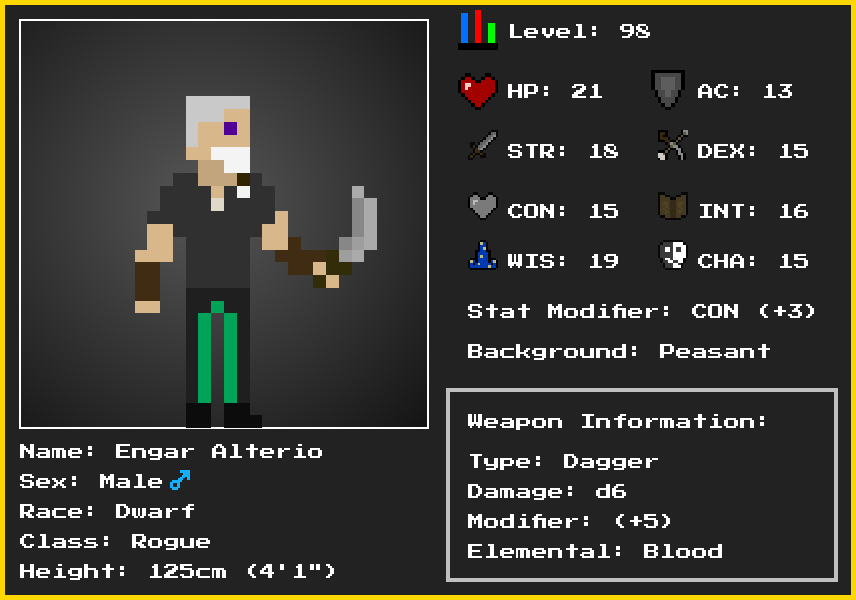 Level: 98
HP: 21 AC: 13
STR: 18 DEX: 15
CON: 15 INT: 16
WIS: 19 CHA: 15
Stat Modifier: CON (+3)
Background: Peasant
Weapon Information:
Type: Dagger
Damage: d6
Modifier: (+5)
Elemental: Blood
Name: Engar Alterio
Sex: Male♂
Race: Dwarf
Class: Rogue
Height: 125cm (4'1")